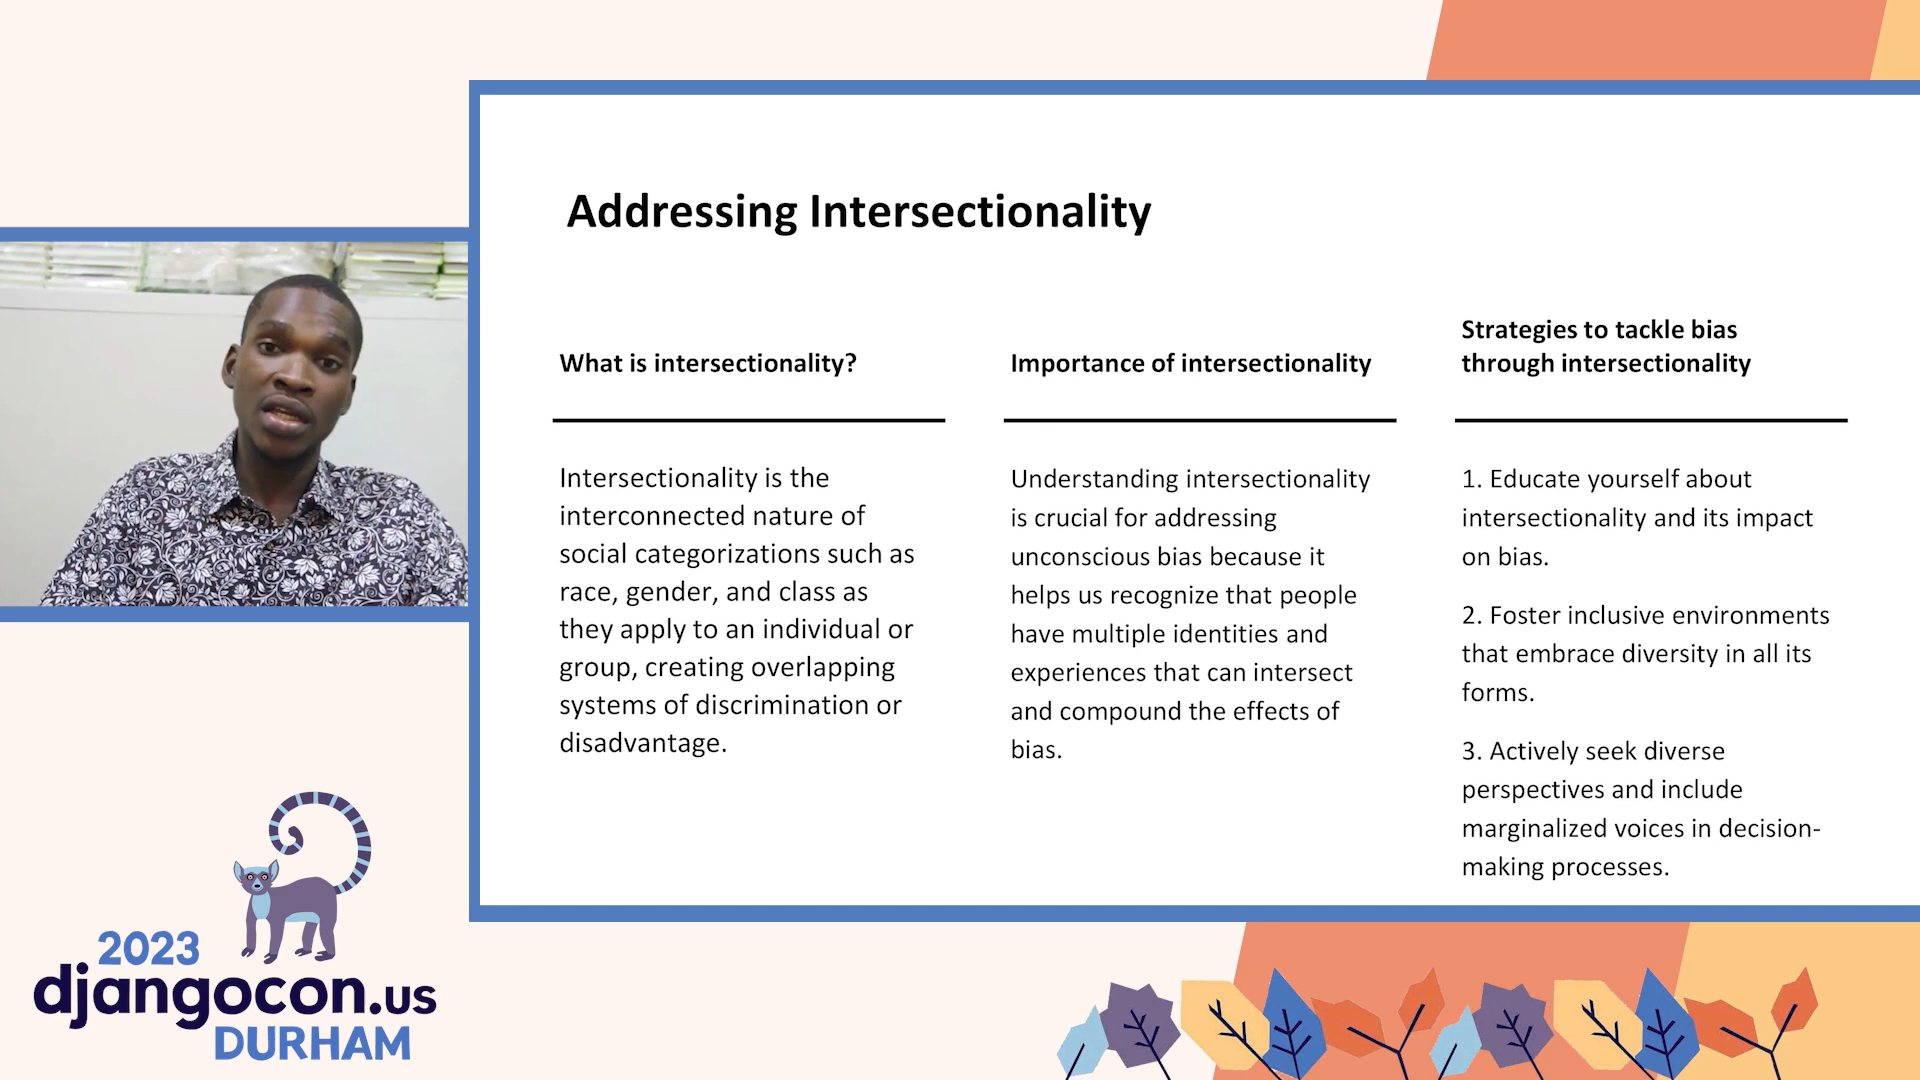 Addressing Intersectionality
What is intersectionality?
Intersectionality is the
interconnected nature of
social categorizations such as
race, gender, and class as
they apply to an individual or
group, creating overlapping
systems of discrimination or
disadvantage.
Importance of intersectionality
Understanding intersectionality
is crucial for addressing
unconscious bias because it
helps us recognize that people
have multiple identities and
experiences that can intersect
and compound the effects of
bias.
Strategies to tackle bias
through intersectionality
1. Educate yourself about
intersectionality and its impact
on bias.
2. Foster inclusive environments
that embrace diversity in all its
forms.
3. Actively seek diverse
perspectives and include
marginalized voices in decision-
making processes.
2023
djangocon.us
DURHAM